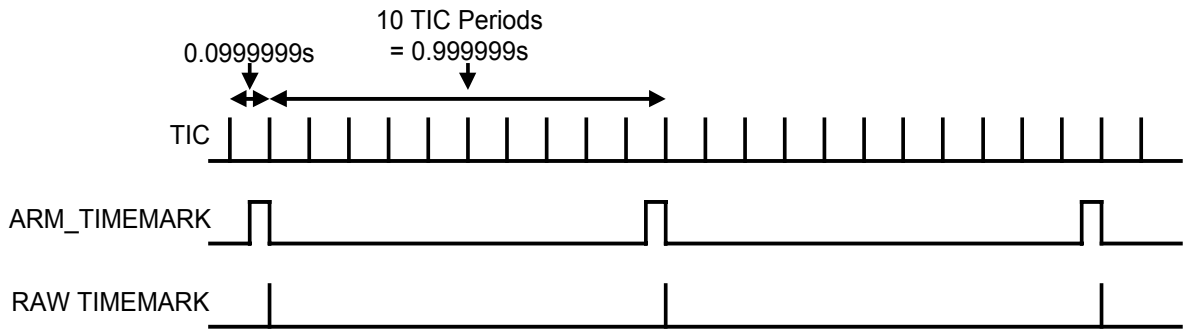 10 TIC Periods
0.0999999s
= 0.999999s
TIC
ARM_TIMEMARK
RAW TIMEMARK